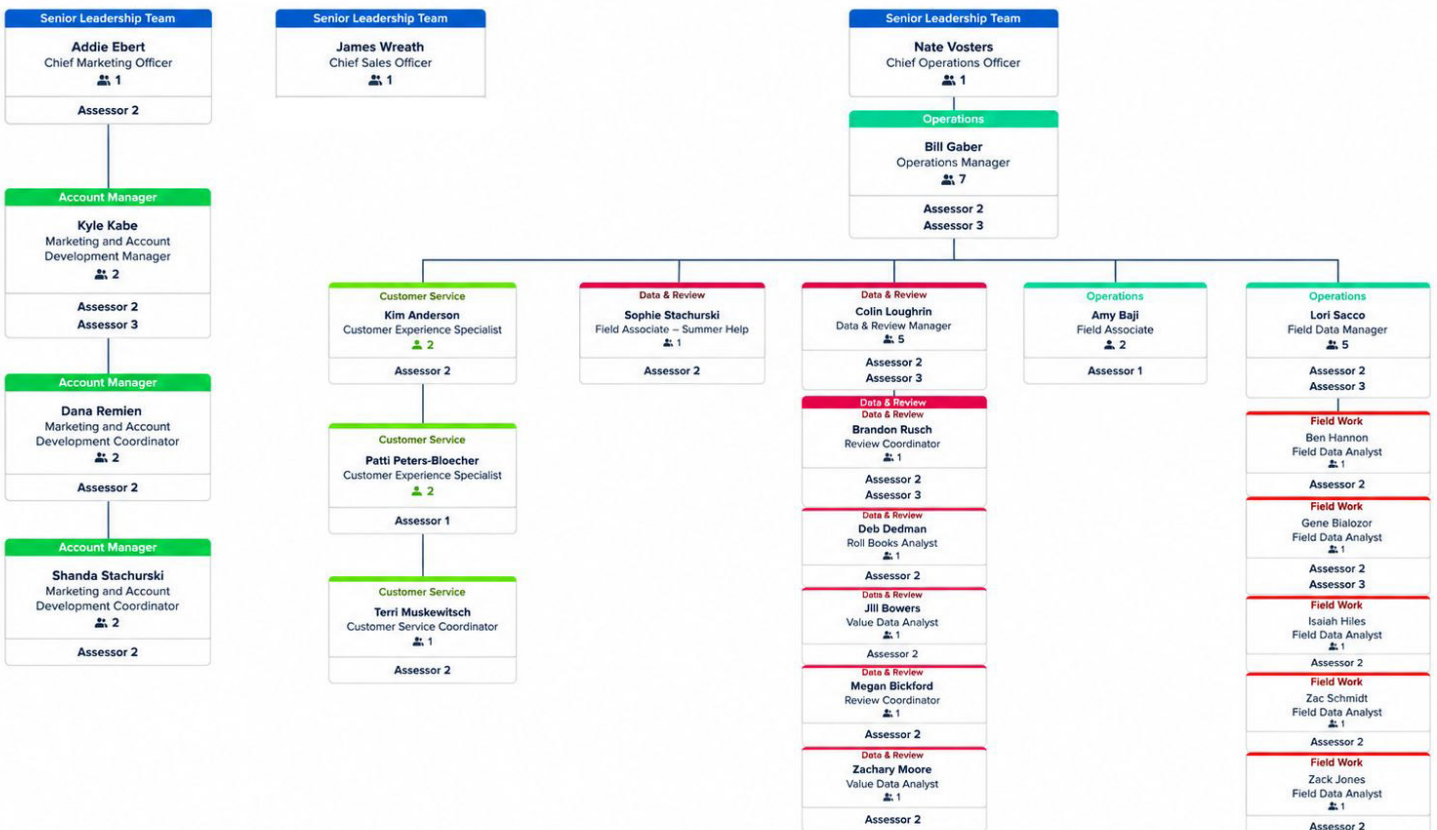 Senior Leadership Team
Addie Ebert
Chief Marketing Officer
1
Assessor 2
Account Manager
Kyle Kabe
Marketing and Account
Development Manager
2
Assessor 2
Assessor 3
Account Manager
Dana Remien
Marketing and Account
Development Coordinator
2
Assessor 2
Account Manager
Shanda Stachurski
Marketing and Account
Development Coordinator
2
Assessor 2
Senior Leadership Team
James Wreath
Chief Sales Officer
1
Senior Leadership Team
Nate Vosters
Chief Operations Officer
1
Operations
Bill Gaber
Operations Manager
7
Assessor 2
Assessor 3
Customer Service
Kim Anderson
Customer Experience Specialist
2
Assessor 2
Customer Service
Patti Peters-Bloecher
Customer Experience Specialist
2
Assessor 1
Customer Service
Terri Muskewitsch
Customer Service Coordinator
1
Assessor 2
Data & Review
Sophie Stachurski
Field Associate – Summer Help
1
Assessor 2
Data & Review
Colin Loughrin
Data & Review Manager
5
Assessor 2
Assessor 3
Data & Review
Data & Review
Brandon Rusch
Review Coordinator
1
Assessor 2
Assessor 3
Data & Review
Deb Dedman
Roll Books Analyst
1
Assessor 2
Data & Review
Jill Bowers
Value Data Analyst
1
Assessor 2
Data & Review
Megan Bickford
Review Coordinator
1
Assessor 2
Data & Review
Zachary Moore
Value Data Analyst
1
Assessor 2
Operations
Amy Baji
Field Associate
2
Assessor 1
Operations
Lori Sacco
Field Data Manager
5
Assessor 2
Assessor 3
Field Work
Ben Hannon
Field Data Analyst
1
Assessor 2
Field Work
Gene Bialozor
Field Data Analyst
1
Assessor 2
Assessor 3
Field Work
Isaiah Hiles
Field Data Analyst
1
Assessor 2
Field Work
Zac Schmidt
Field Data Analyst
1
Assessor 2
Field Work
Zack Jones
Field Data Analyst
1
Assessor 2